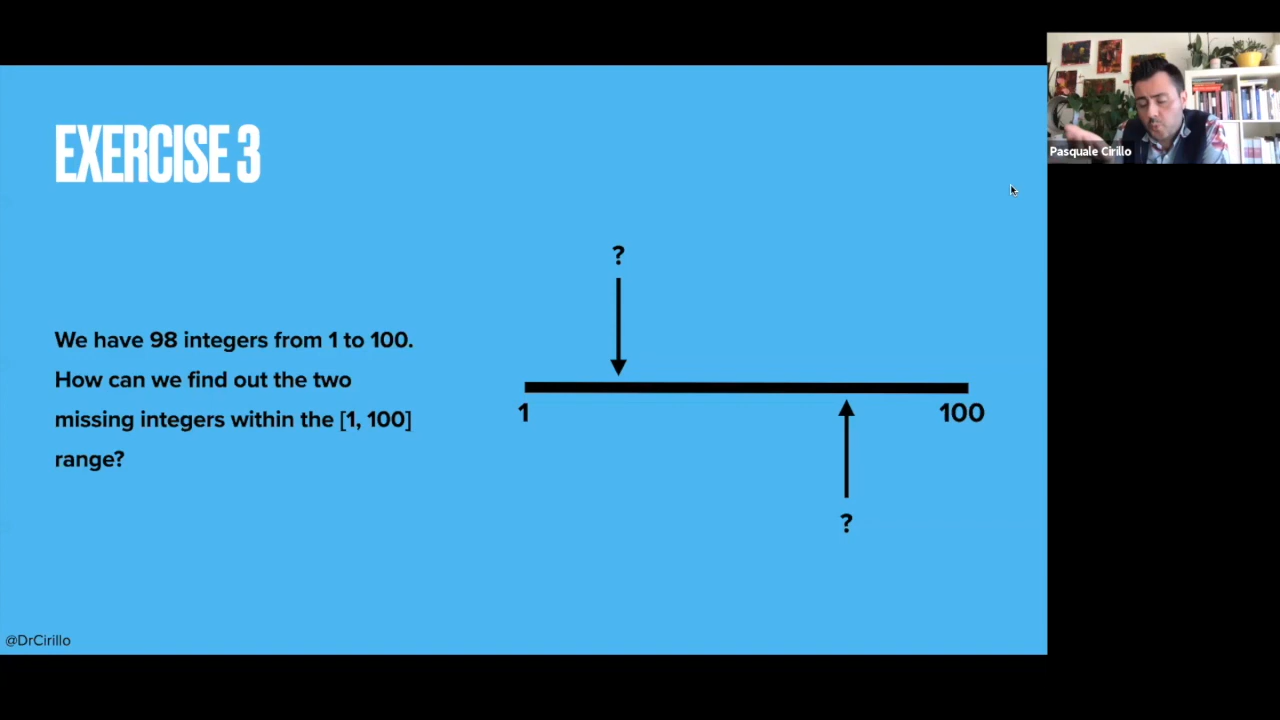 EXERCISE 3
We have 98 integers from 1 to 100.
How can we find out the two
missing integers within the [1, 100]
range?
?
1
100
?
@DrCirillo
Pasquale Cirillo